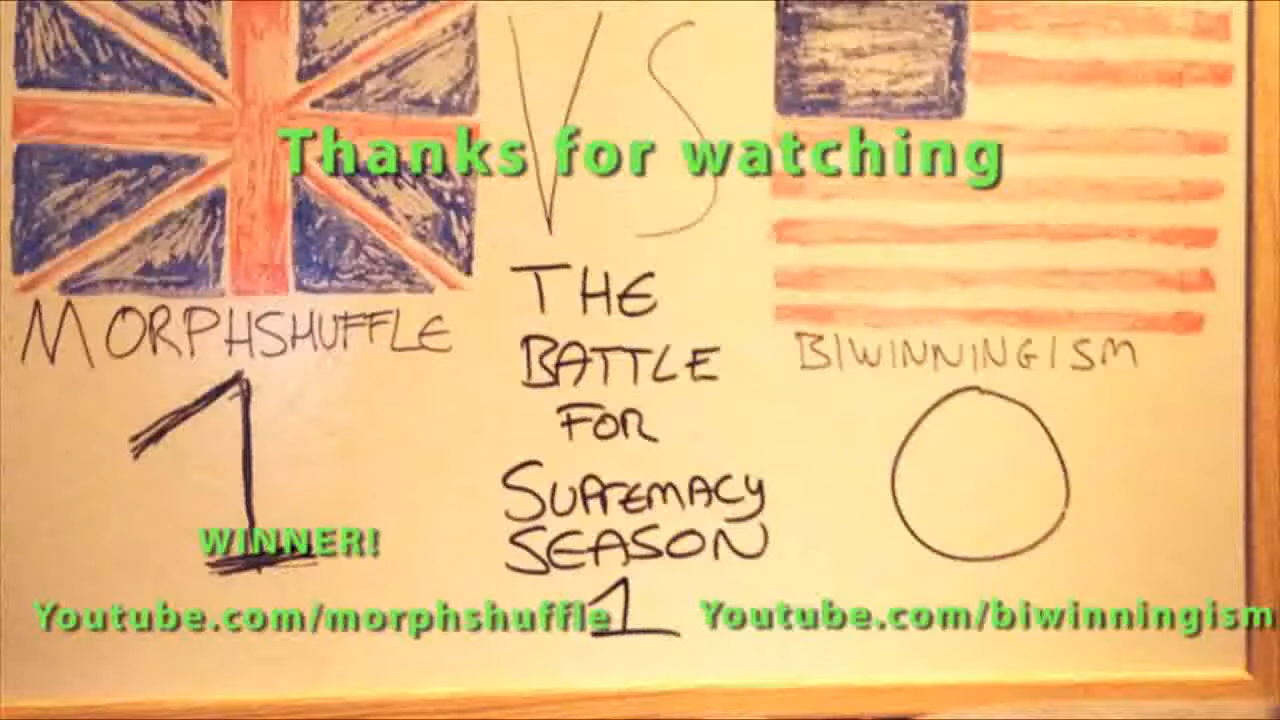 VS
Thanks for watching
THE
BATTLE
FOR
SUPREMACY
SEASON
1
MORPHSHUFFLE
1
WINNER!
BIWINNINGISM
0
Youtube.com/morphshuffle
Youtube.com/biwinningism